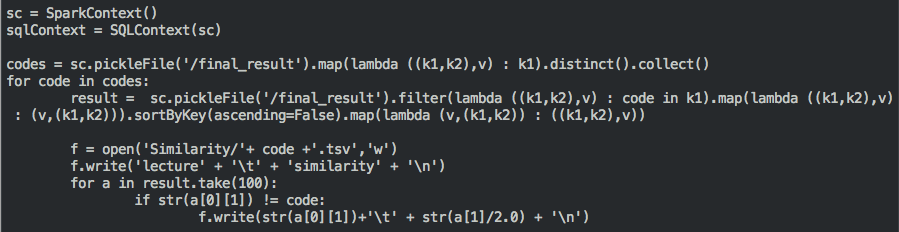 sc = SparkContext()
sqlContext = SQLContext(sc)
codes = sc.pickleFile('/final_result').map(lambda ((k1,k2),v) : k1).distinct().collect()
for code in codes:
        result =  sc.pickleFile('/final_result').filter(lambda ((k1,k2),v) : code in k1).map(lambda ((k1,k2),v)
 : (v,(k1,k2))).sortByKey(ascending=False).map(lambda (v,(k1,k2)) : ((k1,k2),v))
        f = open('Similarity/'+ code +'.tsv','w')
        f.write('lecture' + '\t' + 'similarity' + '\n')
        for a in result.take(100):
                if str(a[0][1]) != code:
                        f.write(str(a[0][1])+'\t' + str(a[1]/2.0) + '\n')